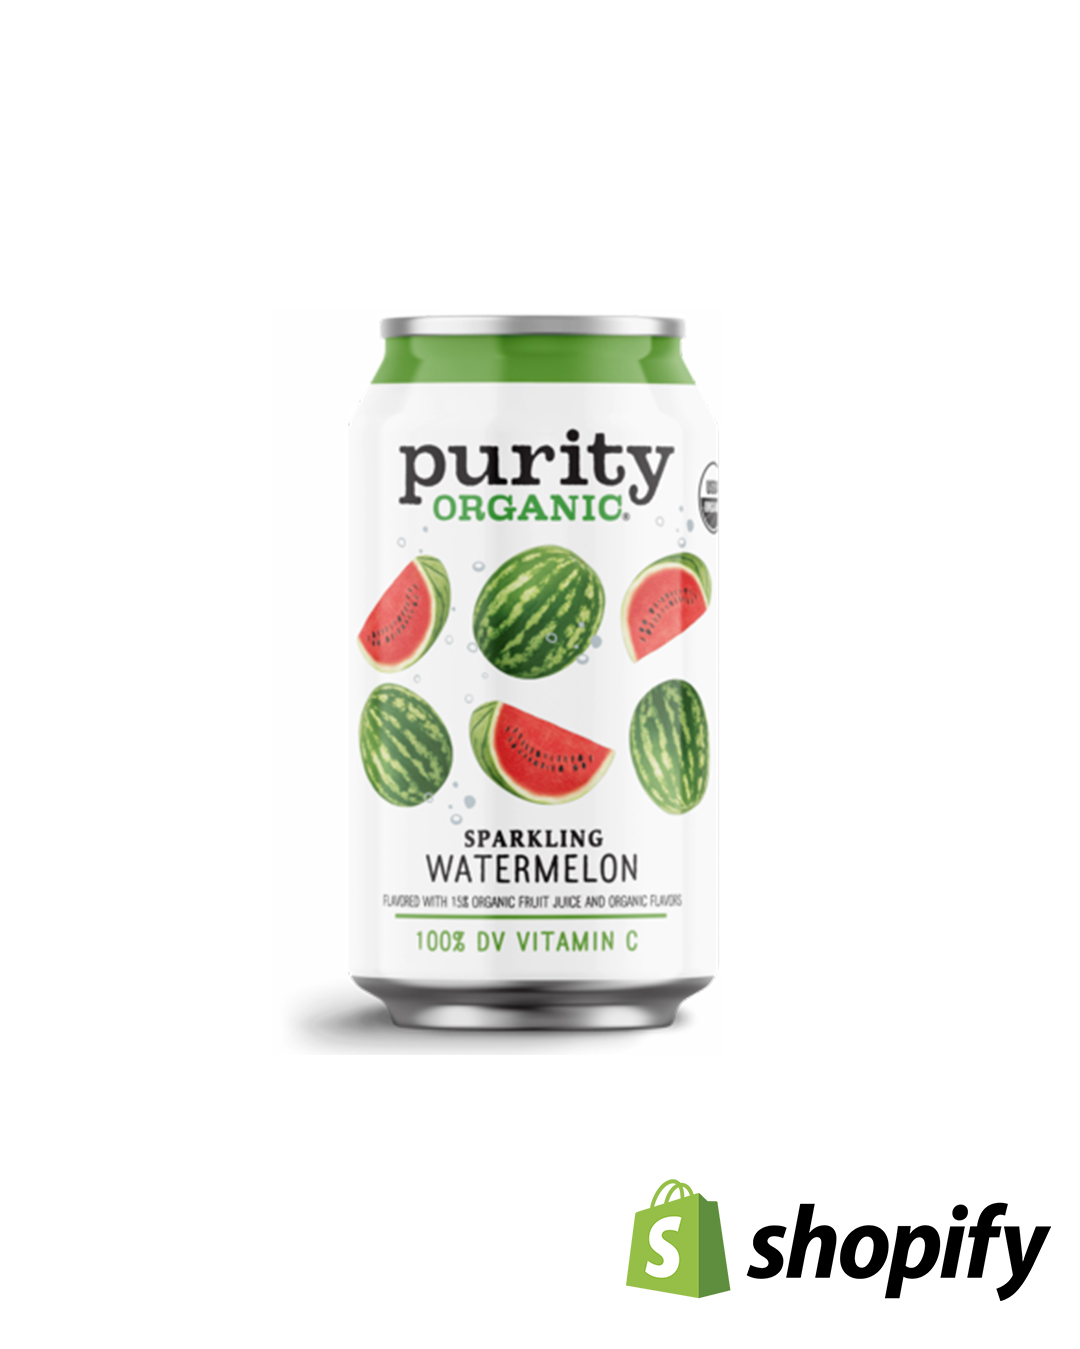 purity
ORGANIC®
SPARKLING
WATERMELON
FLAVORED WITH 15% ORGANIC FRUIT JUICE AND ORGANIC FLAVORS
100% DV VITAMIN C
shopify